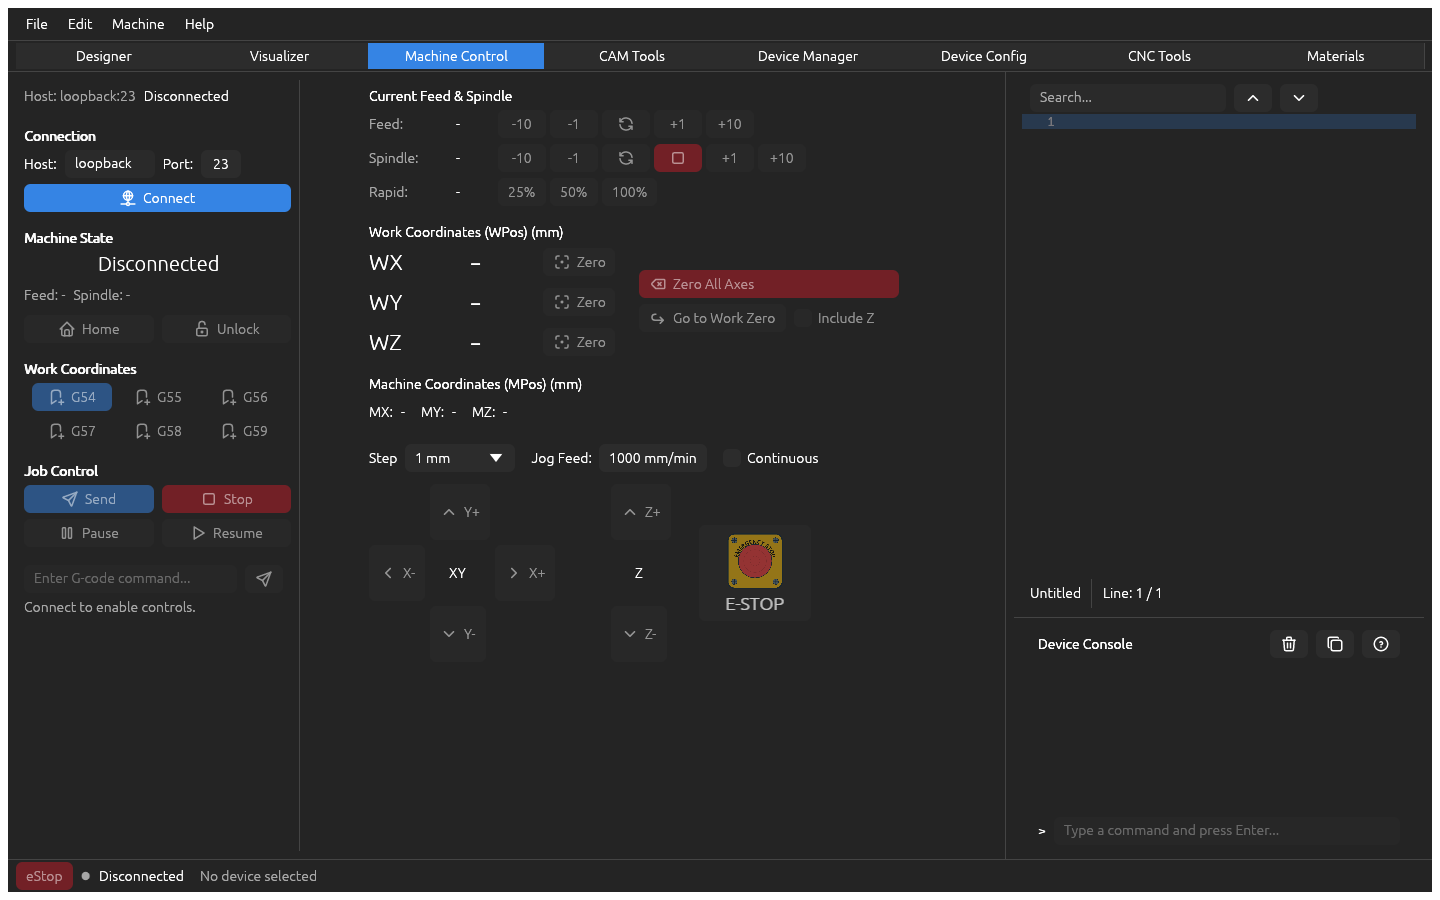 File Edit Machine Help
Designer Visualizer Machine Control CAM Tools Device Manager Device Config CNC Tools Materials
Host: loopback:23 Disconnected
Connection
Host: loopback Port: 23
Connect
Machine State
Disconnected
Feed: - Spindle: -
Home Unlock
Work Coordinates
G54 G55 G56
G57 G58 G59
Job Control
Send Stop
Pause Resume
Enter G-code command...
Connect to enable controls.
Current Feed & Spindle
Feed: - -10 -1 +1 +10
Spindle: - -10 -1 +1 +10
Rapid: - 25% 50% 100%
Work Coordinates (WPos) (mm)
WX - Zero
WY - Zero
WZ - Zero
Zero All Axes
Go to Work Zero Include Z
Machine Coordinates (MPos) (mm)
MX: - MY: - MZ: -
Step 1 mm Jog Feed: 1000 mm/min Continuous
Y+ Z+
X- XY X+ Z
Y- Z-
EMERGENCY STOP
E-STOP
Search...
1
Untitled Line: 1 / 1
Device Console
> Type a command and press Enter...
eStop Disconnected No device selected